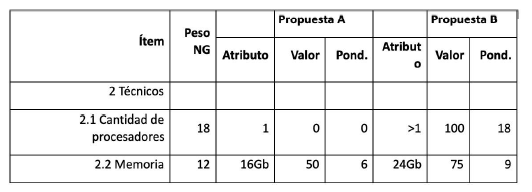 Ítem Peso NG Propuesta A Propuesta B
Atributo Valor Pond. Atributo Valor Pond.
2 Técnicos
2.1 Cantidad de procesadores 18 1 0 0 >1 100 18
2.2 Memoria 12 16Gb 50 6 24Gb 75 9